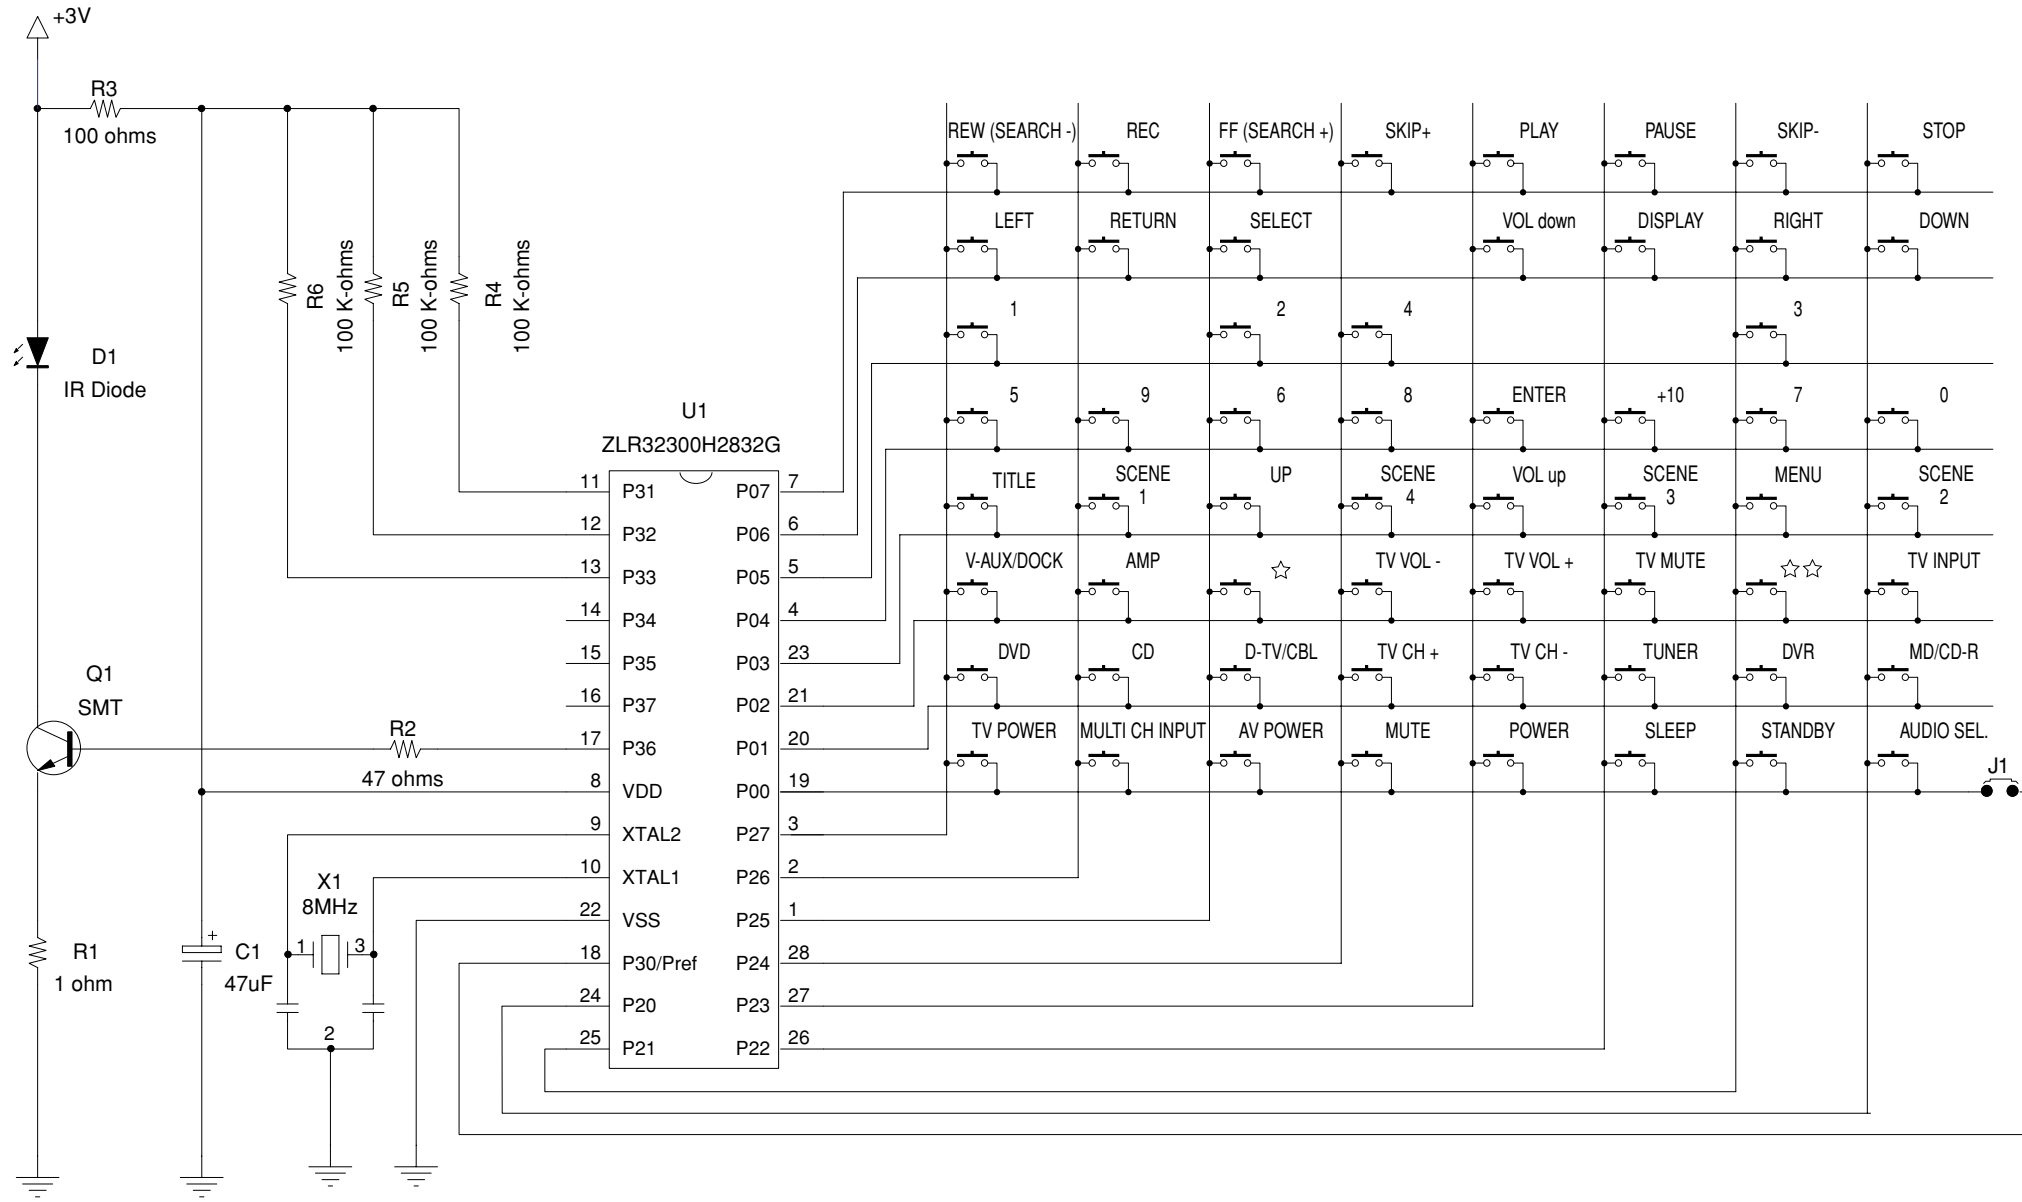 +3V
R3
100 ohms
REW (SEARCH -) REC FF (SEARCH +) SKIP+ PLAY PAUSE SKIP- STOP
LEFT RETURN SELECT VOL down DISPLAY RIGHT DOWN
1 2 4 3
5 9 6 8 ENTER +10 7 0
TITLE SCENE 1 UP SCENE 4 VOL up SCENE 3 MENU SCENE 2
V-AUX/DOCK AMP ☆ TV VOL - TV VOL + TV MUTE ☆☆ TV INPUT
DVD CD D-TV/CBL TV CH + TV CH - TUNER DVR MD/CD-R
TV POWER MULTI CH INPUT AV POWER MUTE POWER SLEEP STANDBY AUDIO SEL.
J1
R6
100 K-ohms
R5
100 K-ohms
R4
100 K-ohms
D1
IR Diode
U1
ZLR32300H2832G
11 P31 P07 7
12 P32 P06 6
13 P33 P05 5
14 P34 P04 4
15 P35 P03 23
16 P37 P02 21
17 P36 P01 20
8 VDD P00 19
9 XTAL2 P27 3
10 XTAL1 P26 2
22 VSS P25 1
18 P30/Pref P24 28
24 P20 P23 27
25 P21 P22 26
Q1
SMT
R2
47 ohms
X1
8MHz
1 3
2
+
C1
47uF
R1
1 ohm